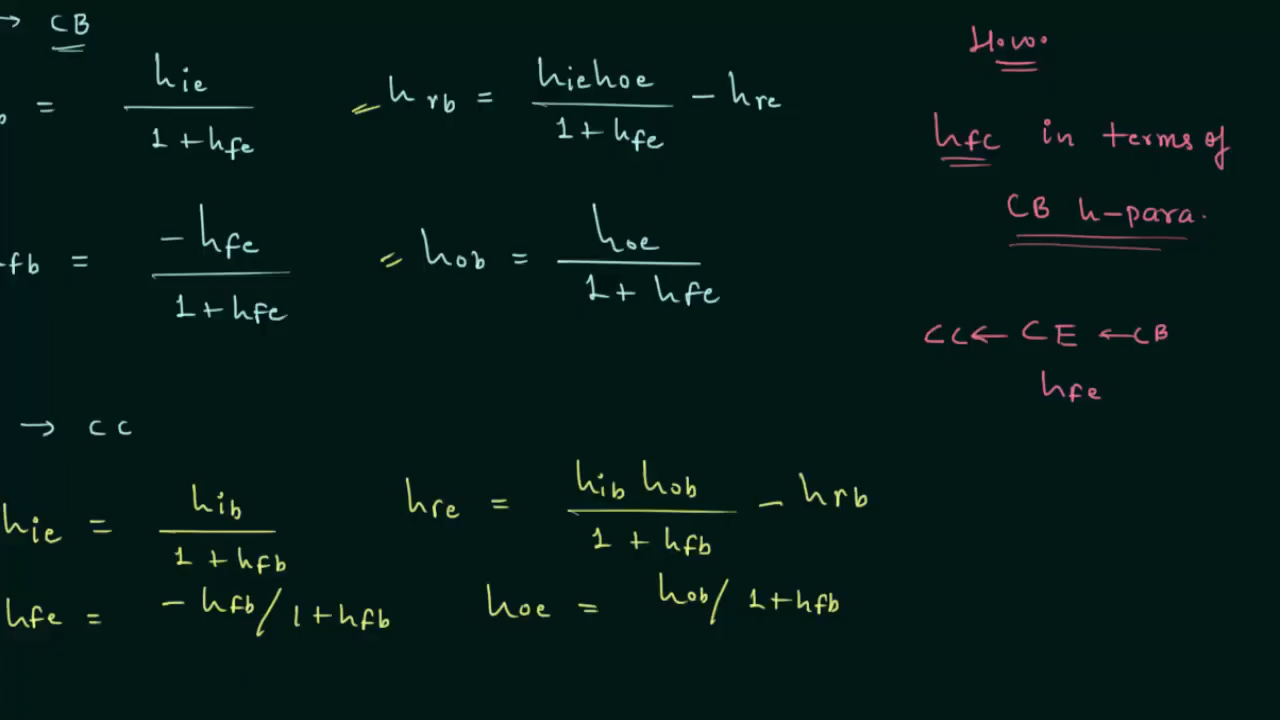 → CB
= hie / 1 + hfe
hrb = hiehoe / 1 + hfe - hre
fb = - hfe / 1 + hfe
hob = hoe / 1 + hfe
→ CC
hie = hib / 1 + hfb
hre = hib hob / 1 + hfb - hrb
hfe = - hfb / 1 + hfb
hoe = hob / 1 + hfb
H.W.
hfc in terms of
CB h-para.
CC ← CE ← CB
hfe